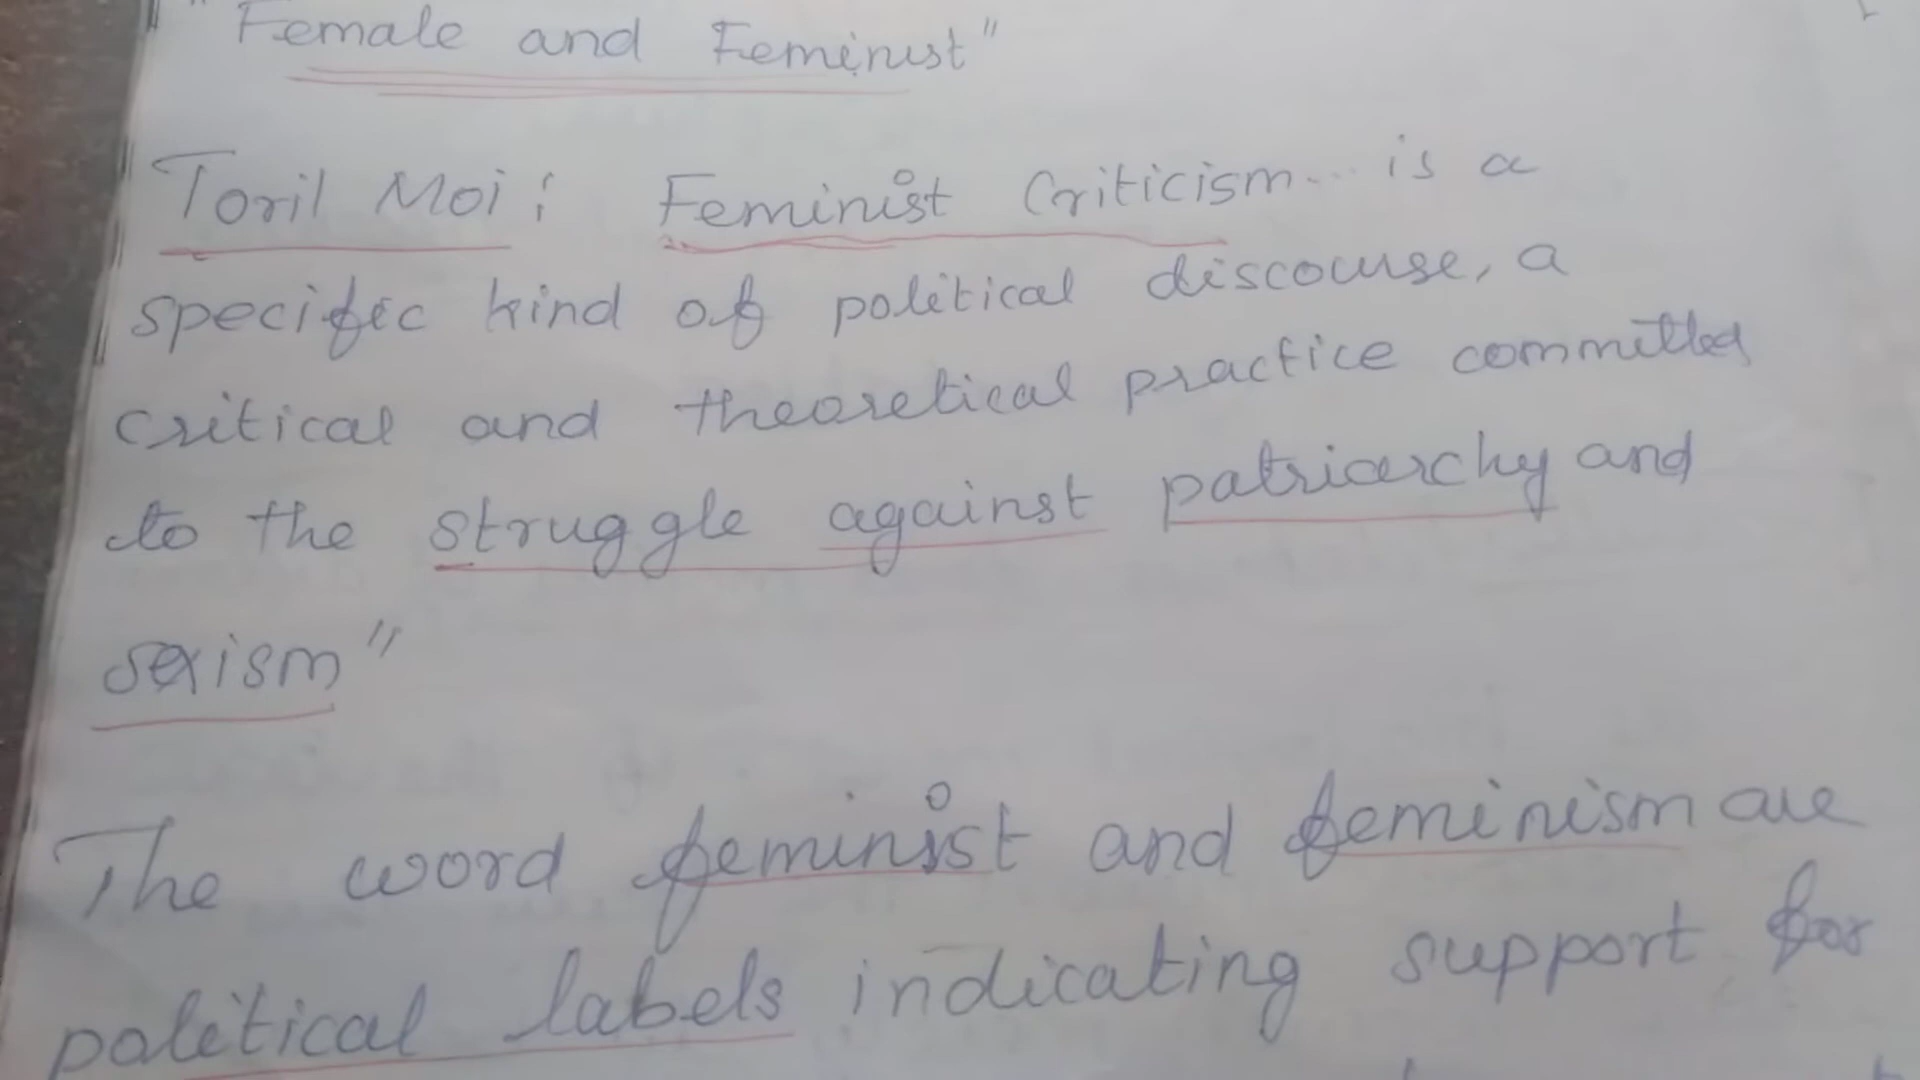 "Female and Feminist"
Toril Moi: Feminist Criticism... is a
specific kind of political discourse, a
critical and theoretical practice committed
to the struggle against patriarchy and
sexism"
The word feminist and feminism are
political labels indicating support for